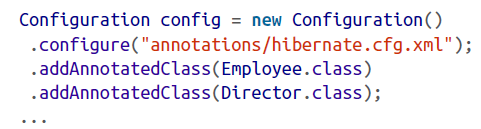 Configuration config = new Configuration()
.configure("annotations/hibernate.cfg.xml");
.addAnnotatedClass(Employee.class)
.addAnnotatedClass(Director.class);
...